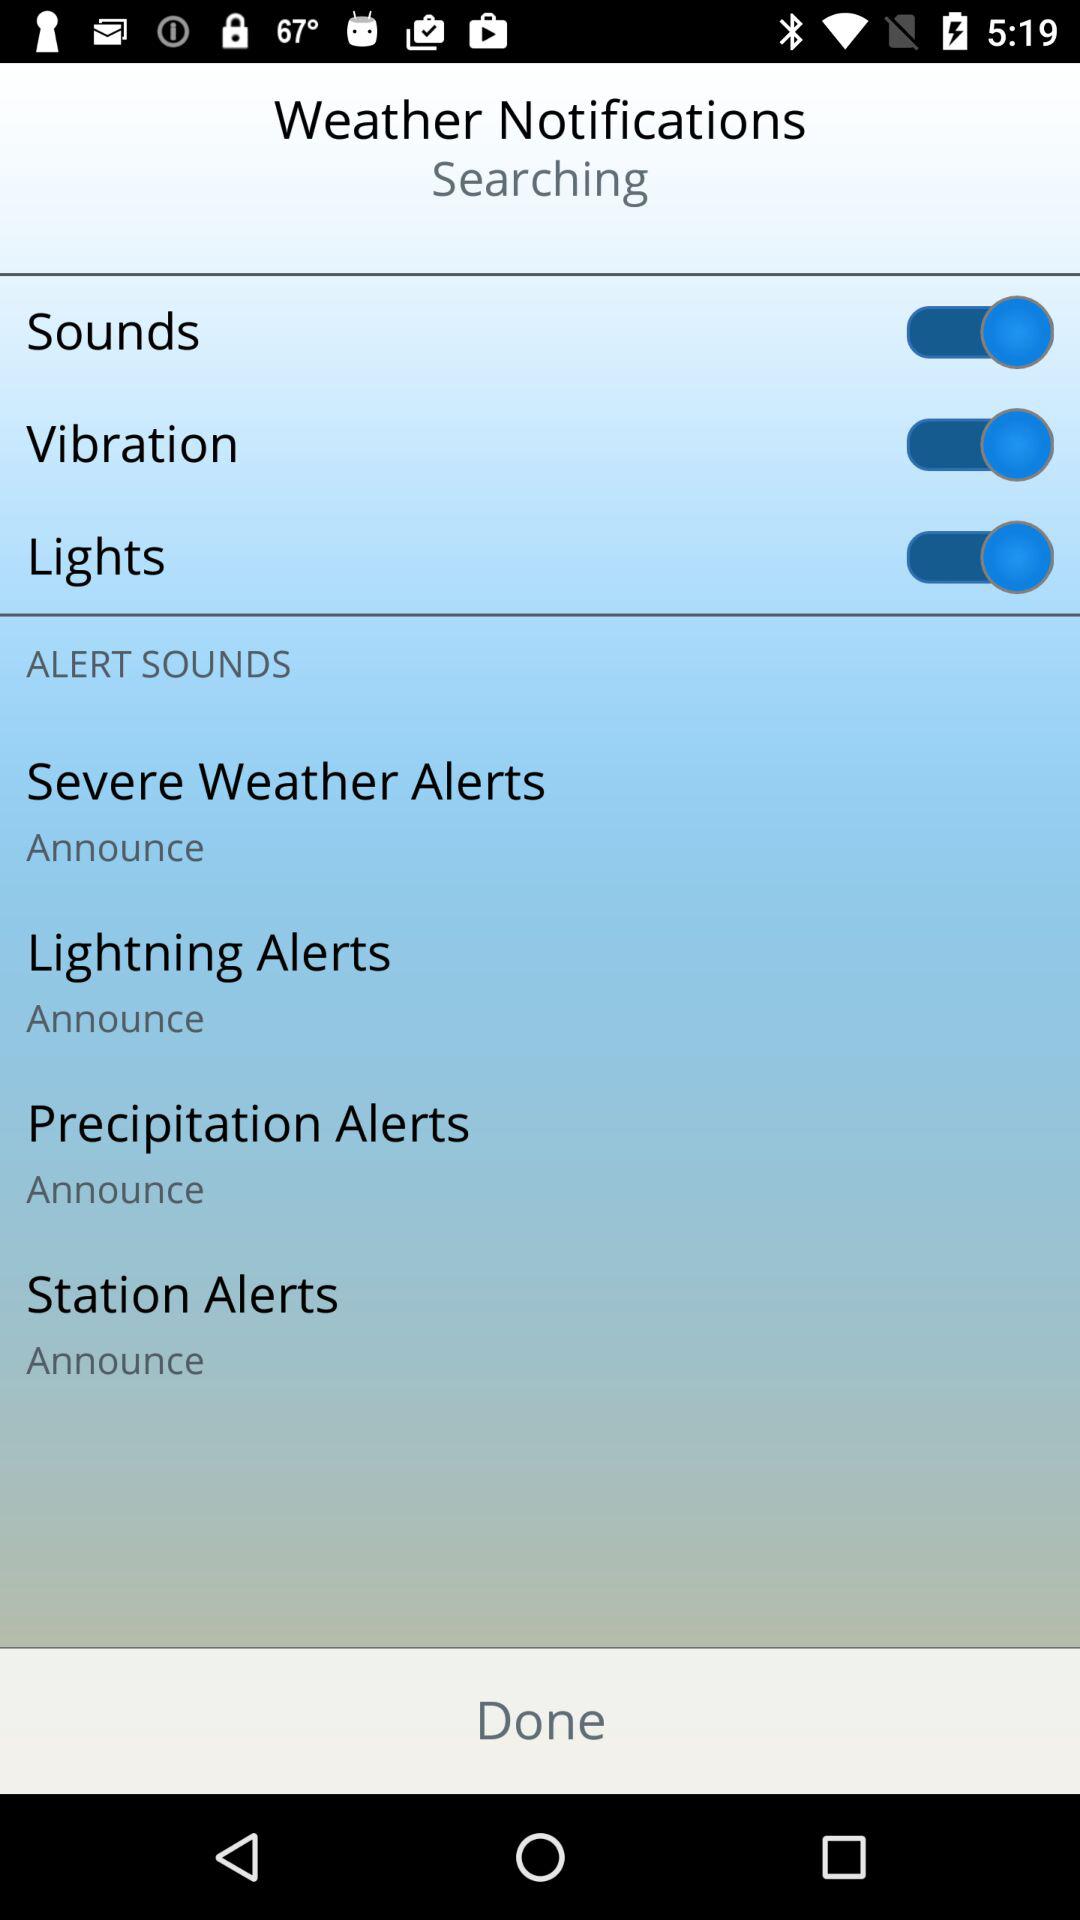 67° 5:19
Weather Notifications
Searching
Sounds
Vibration
Lights
ALERT SOUNDS
Severe Weather Alerts
Announce
Lightning Alerts
Announce
Precipitation Alerts
Announce
Station Alerts
Announce
Done